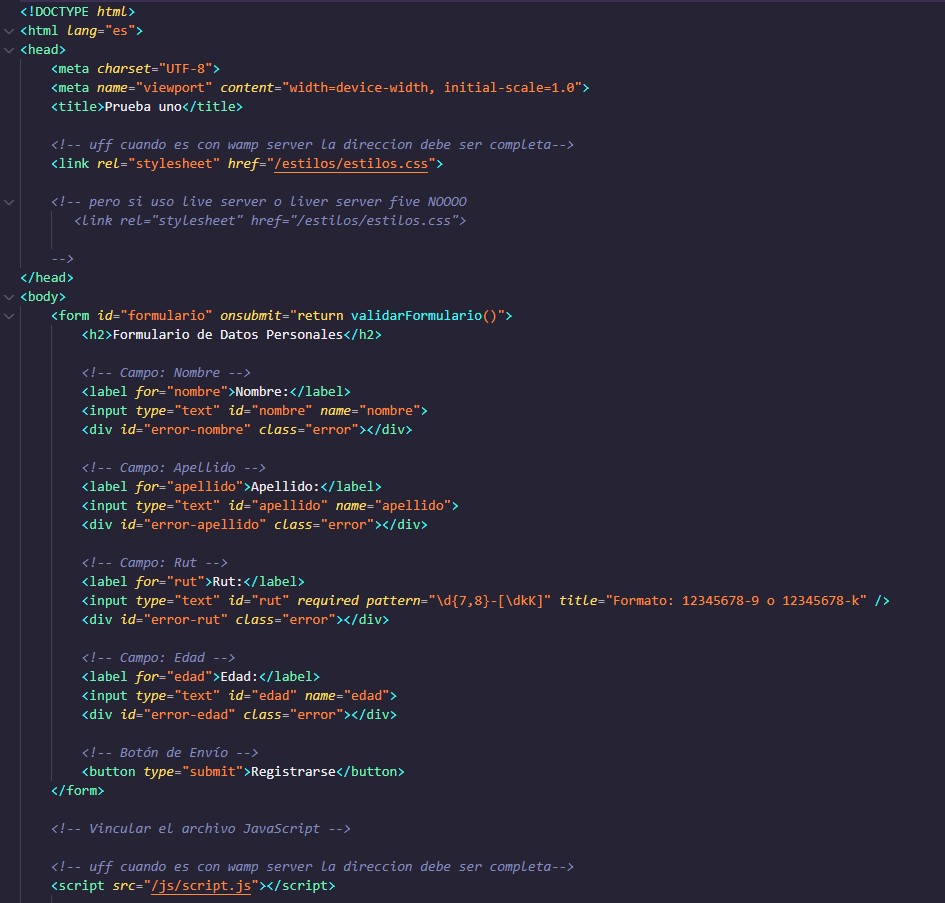 <!DOCTYPE html>
<html lang="es">
<head>
<meta charset="UTF-8">
<meta name="viewport" content="width=device-width, initial-scale=1.0">
<title>Prueba uno</title>
<!-- uff cuando es con wamp server la direccion debe ser completa-->
<link rel="stylesheet" href="/estilos/estilos.css">
<!-- pero si uso live server o liver server five NOOOO
<link rel="stylesheet" href="/estilos/estilos.css">
-->
</head>
<body>
<form id="formulario" onsubmit="return validarFormulario()">
<h2>Formulario de Datos Personales</h2>
<!-- Campo: Nombre -->
<label for="nombre">Nombre:</label>
<input type="text" id="nombre" name="nombre">
<div id="error-nombre" class="error"></div>
<!-- Campo: Apellido -->
<label for="apellido">Apellido:</label>
<input type="text" id="apellido" name="apellido">
<div id="error-apellido" class="error"></div>
<!-- Campo: Rut -->
<label for="rut">Rut:</label>
<input type="text" id="rut" required pattern="\d{7,8}-[\dkK]" title="Formato: 12345678-9 o 12345678-k" />
<div id="error-rut" class="error"></div>
<!-- Campo: Edad -->
<label for="edad">Edad:</label>
<input type="text" id="edad" name="edad">
<div id="error-edad" class="error"></div>
<!-- Botón de Envío -->
<button type="submit">Registrarse</button>
</form>
<!-- Vincular el archivo JavaScript -->
<!-- uff cuando es con wamp server la direccion debe ser completa-->
<script src="/js/script.js"></script>